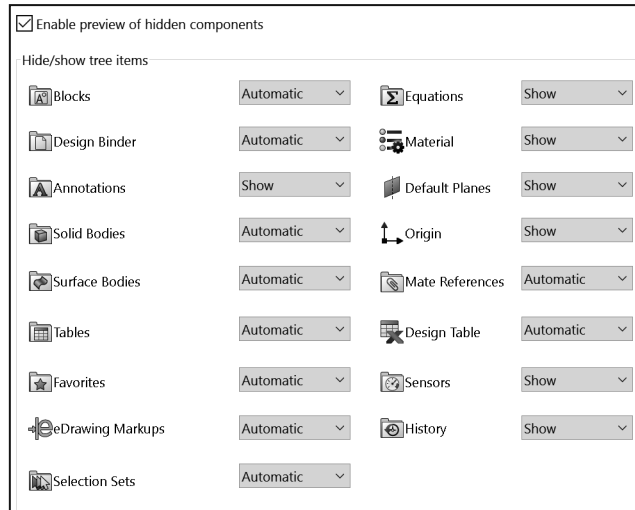 Enable preview of hidden components
Hide/show tree items
Blocks Automatic Equations Show
Design Binder Automatic Material Show
Annotations Show Default Planes Show
Solid Bodies Automatic Origin Show
Surface Bodies Automatic Mate References Automatic
Tables Automatic Design Table Automatic
Favorites Automatic Sensors Show
eDrawing Markups Automatic History Show
Selection Sets Automatic